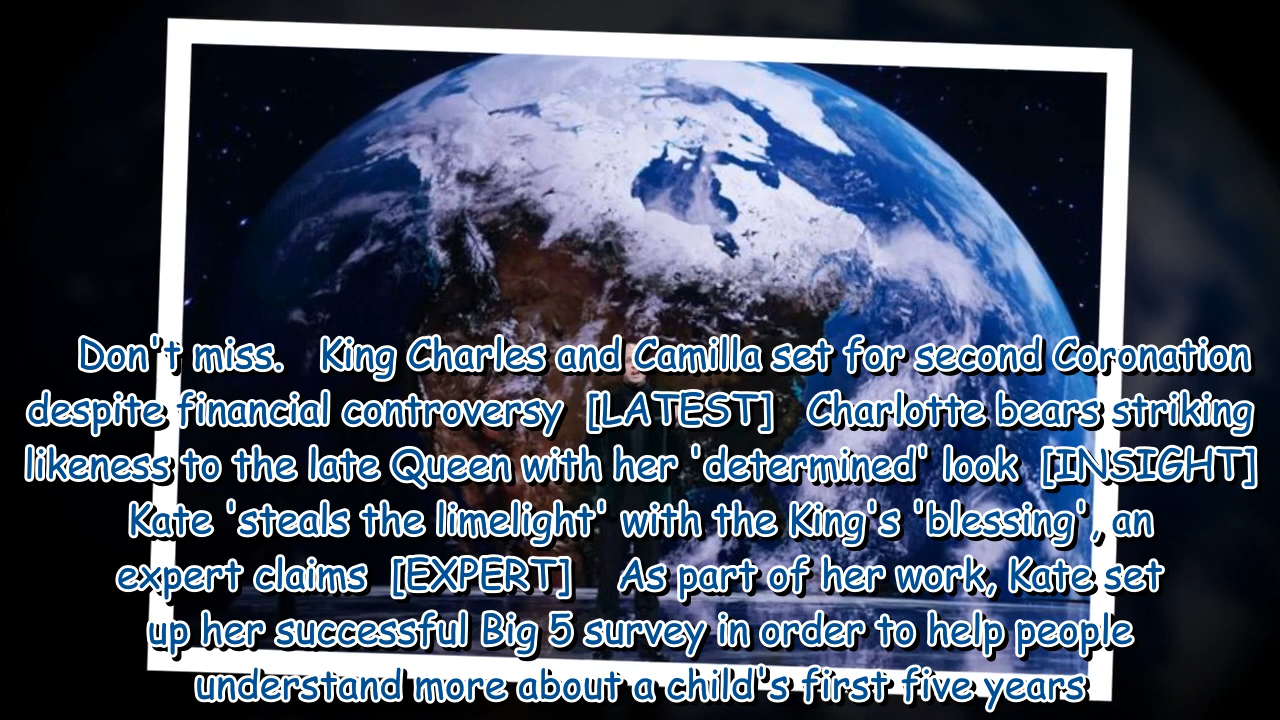 Don't miss. King Charles and Camilla set for second Coronation
despite financial controversy [LATEST] Charlotte bears striking
likeness to the late Queen with her 'determined' look [INSIGHT]
Kate 'steals the limelight' with the King's 'blessing', an
expert claims [EXPERT] As part of her work, Kate set
up her successful Big 5 survey in order to help people
understand more about a child's first five years